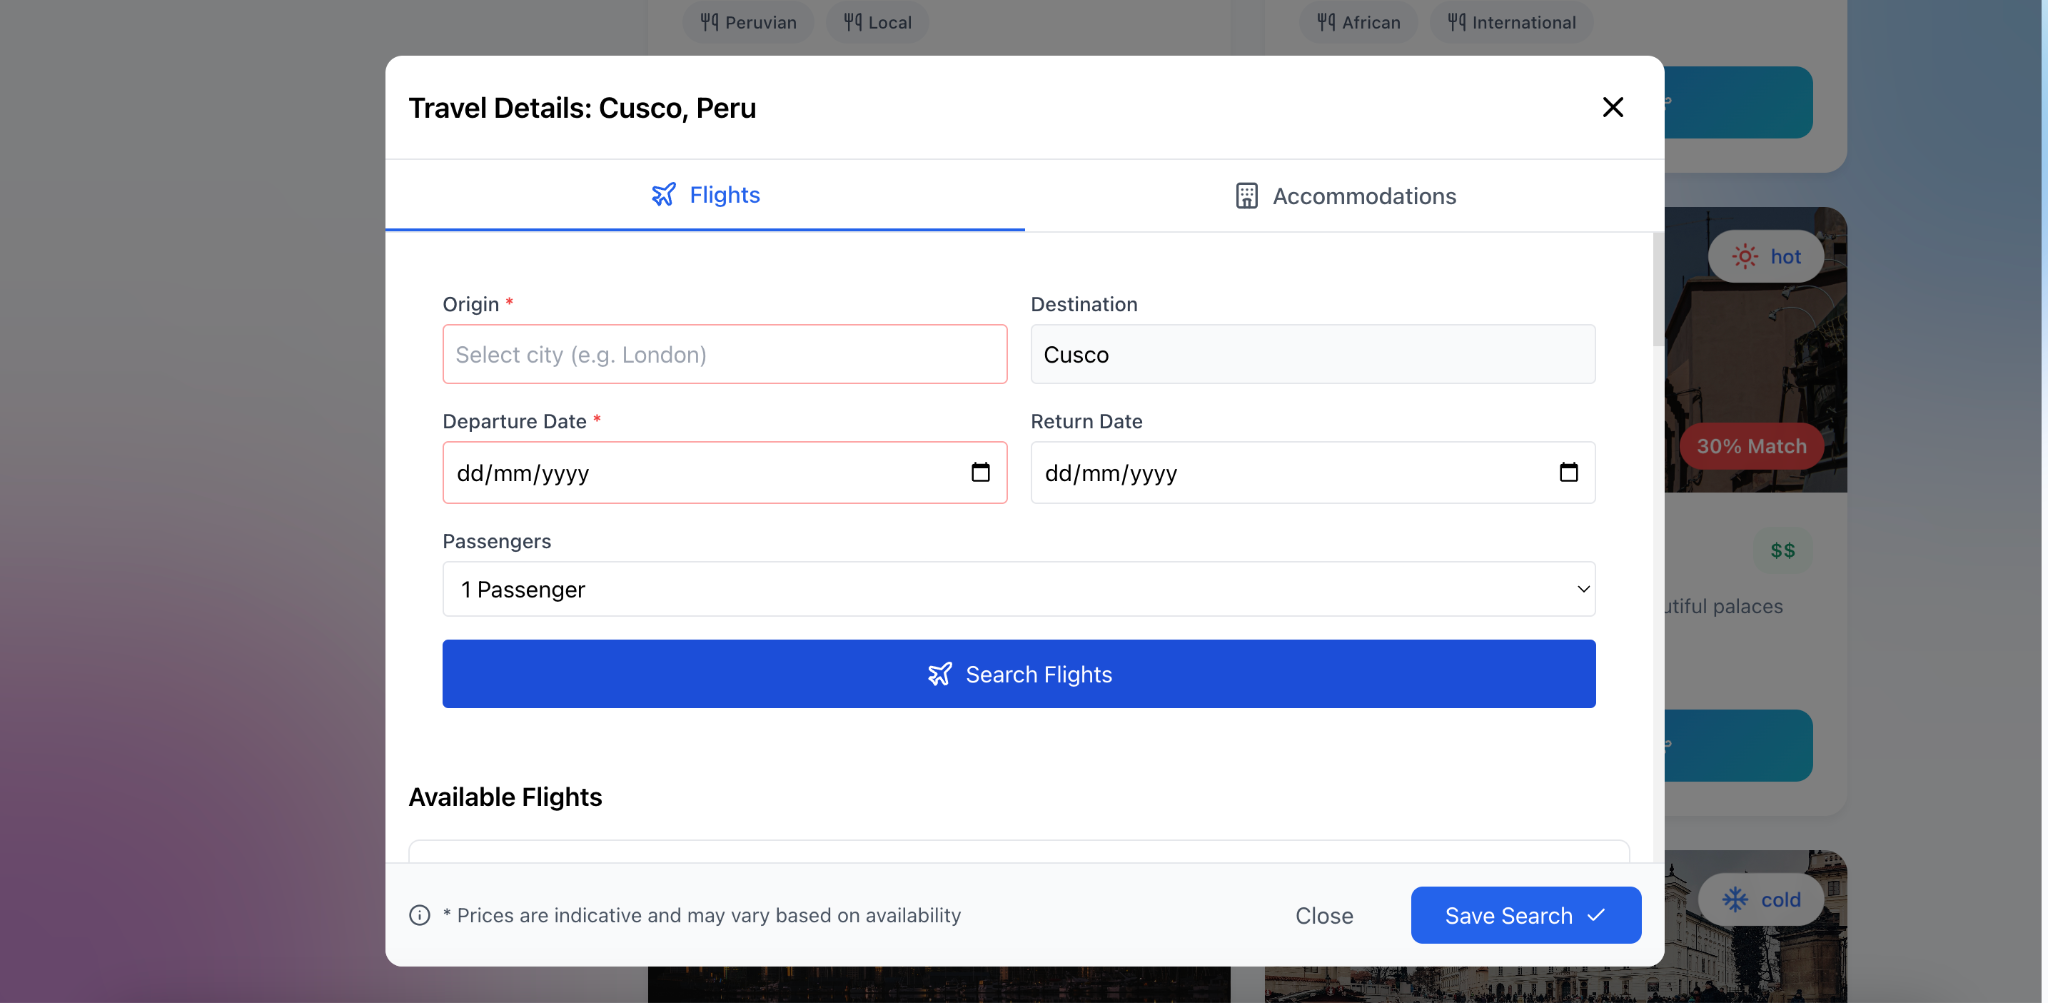 Peruvian
Local
African
International
Travel Details: Cusco, Peru
Flights
Accommodations
hot
Origin *
Destination
Select city (e.g. London)
Cusco
Departure Date *
Return Date
dd/mm/yyyy
dd/mm/yyyy
30% Match
Passengers
$$
1 Passenger
palaces
Search Flights
Available Flights
* Prices are indicative and may vary based on availability
Close
Save Search
cold